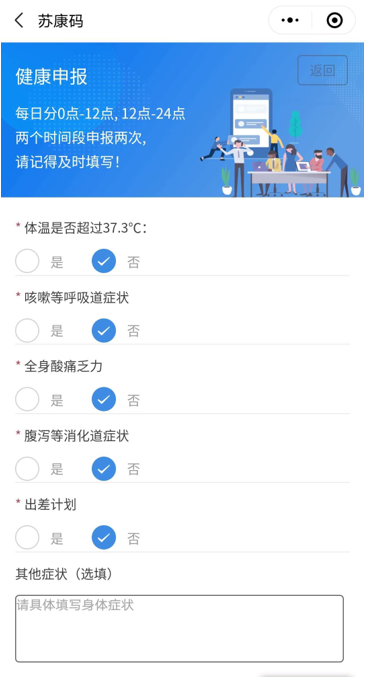 苏康码
健康申报
返回
每日分0点-12点, 12点-24点
两个时间段申报两次,
请记得及时填写!
* 体温是否超过37.3℃:
是 否
* 咳嗽等呼吸道症状
是 否
* 全身酸痛乏力
是 否
* 腹泻等消化道症状
是 否
* 出差计划
是 否
其他症状（选填）
请具体填写身体症状